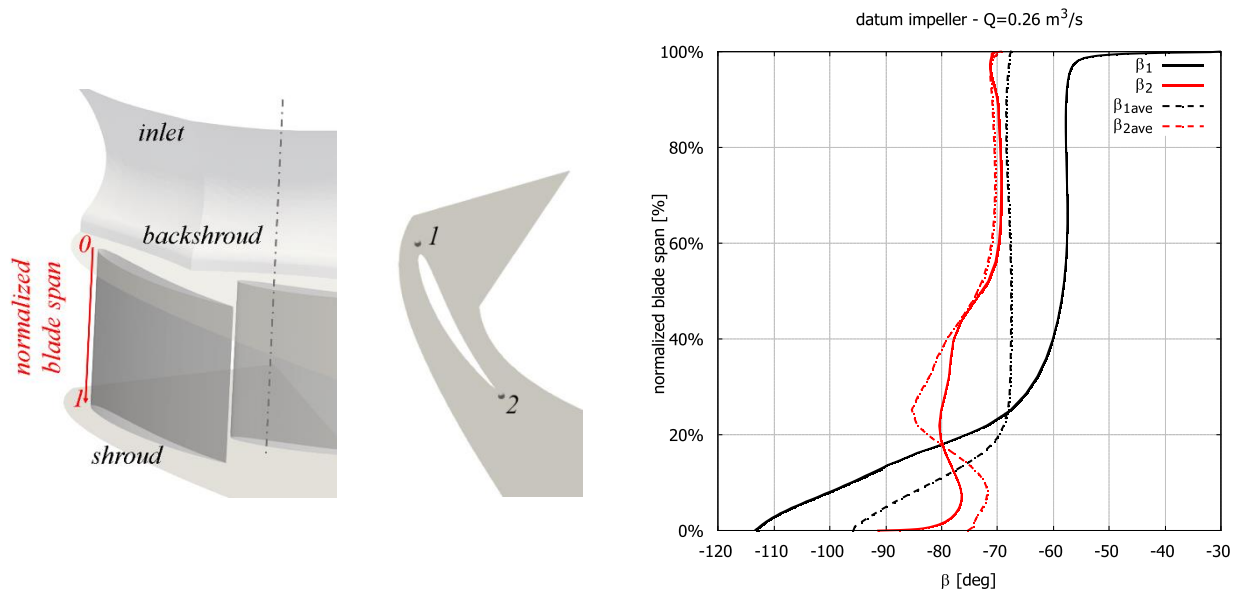 inlet
backshroud
0
normalized
blade span
1
shroud
1
2
datum impeller - Q=0.26 m³/s
β₁
β₂
β₁ave
β₂ave
normalized blade span [%]
100%
80%
60%
40%
20%
0%
-120 -110 -100 -90 -80 -70 -60 -50 -40 -30
β [deg]